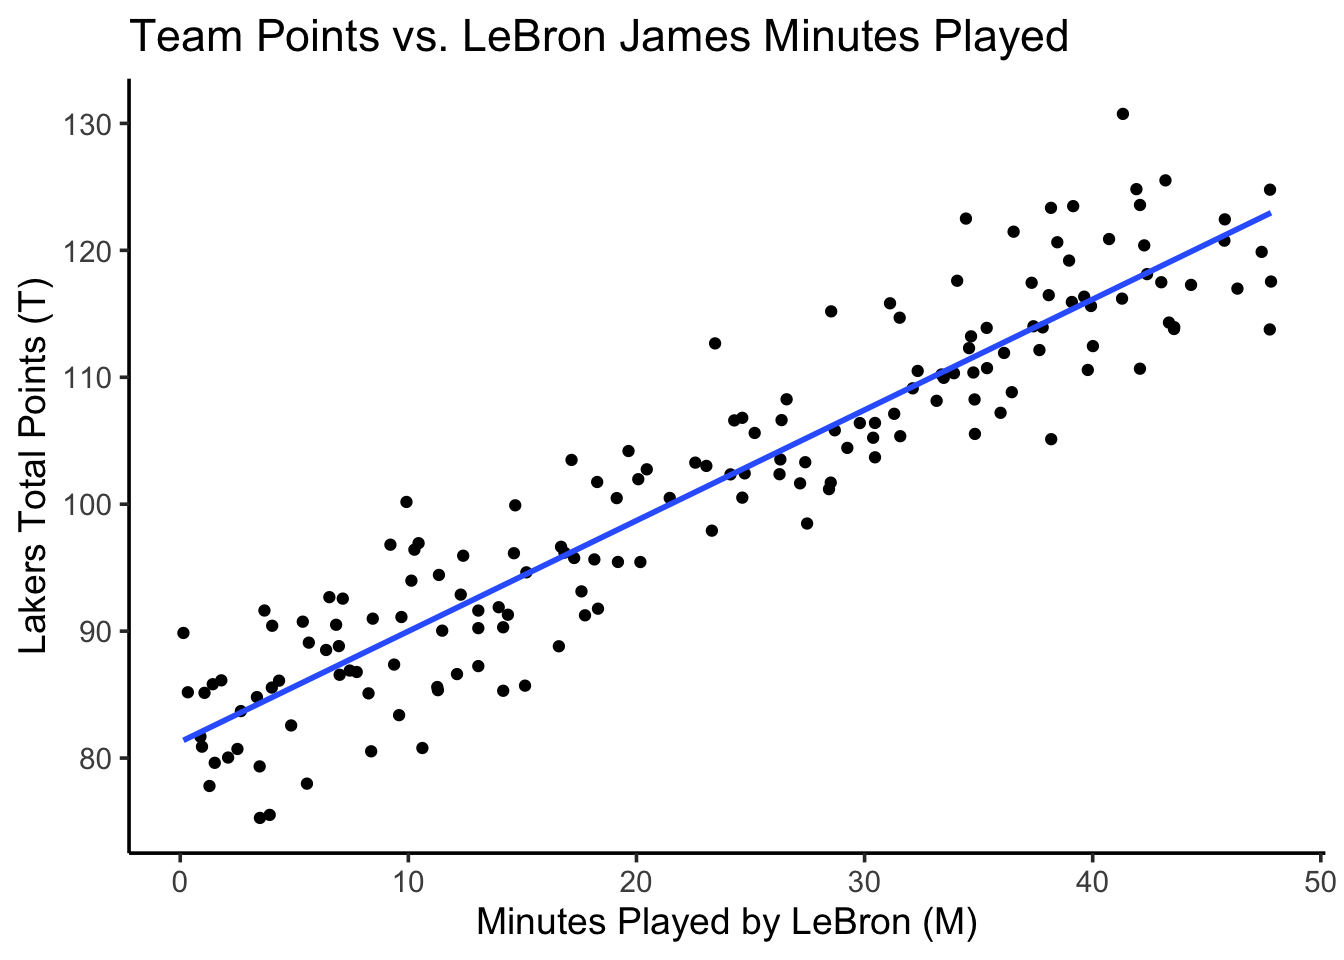 Team Points vs. LeBron James Minutes Played
130
120
110
100
90
80
Lakers Total Points (T)
0 10 20 30 40 50
Minutes Played by LeBron (M)